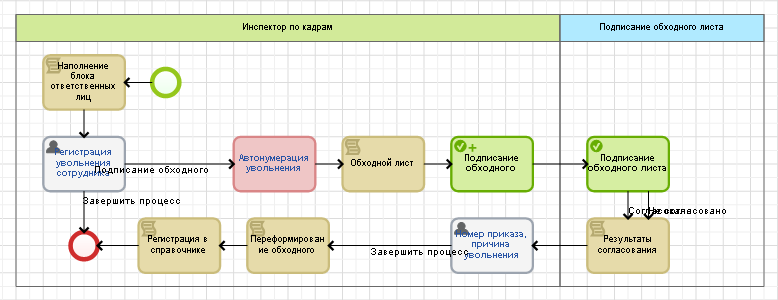 Инспектор по кадрам
Подписание обходного листа
Наполнение
блока
ответственных
лиц
Регистрация
увольнения
сотрудника
Подписание обходного
Автонумерация
увольнения
Обходной лист
Подписание
обходного
Подписание
обходного листа
Завершить процесс
Согласовано
Не согласовано
Регистрация в
справочнике
Переформирован
ие обходного
Завершить процесс
Номер приказа,
причина
увольнения
Результаты
согласования